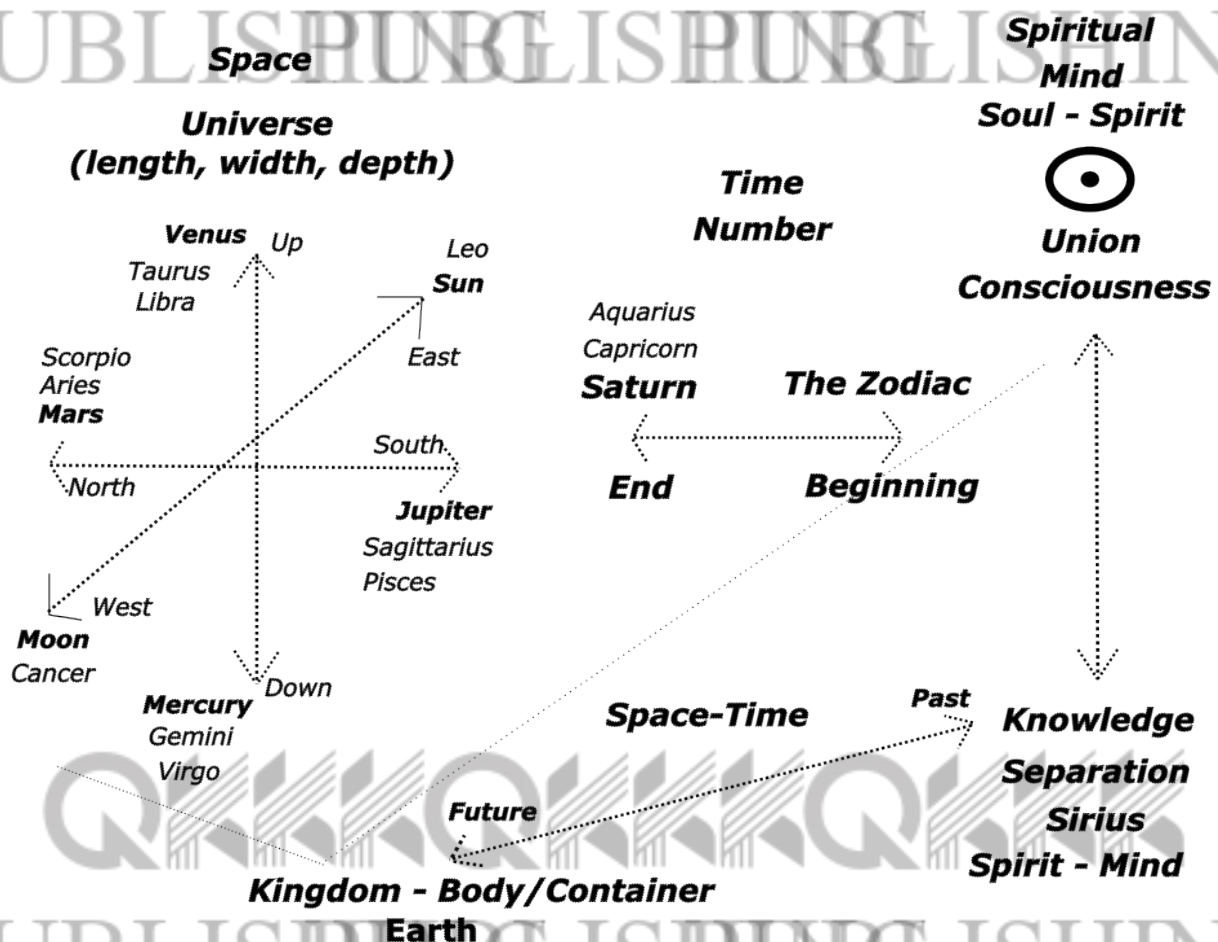 Space
Universe
(length, width, depth)
Venus
Up
Taurus
Libra
Leo
Sun
East
Scorpio
Aries
Mars
North
South
Jupiter
Sagittarius
Pisces
West
Moon
Cancer
Down
Mercury
Gemini
Virgo
Time
Number
Aquarius
Capricorn
Saturn
The Zodiac
End
Beginning
Spiritual
Mind
Soul - Spirit
Union
Consciousness
Space-Time
Past
Future
Knowledge
Separation
Sirius
Spirit - Mind
Kingdom - Body/Container
Earth